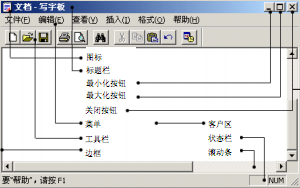 文档 - 写字板
文件(F) 编辑(E) 查看(V) 插入(I) 格式(O) 帮助(H)
图标
标题栏
最小化按钮
最大化按钮
关闭按钮
菜单 客户区
工具栏 状态栏
边框 滚动条
要“帮助”，请按 F1 NUM